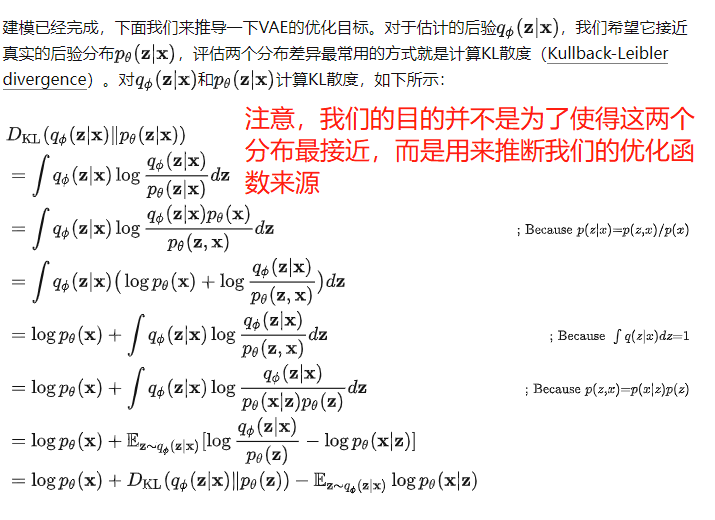 建模已经完成，下面我们来推导一下VAE的优化目标。对于估计的后验$q_\phi(\mathbf{z}|\mathbf{x})$，我们希望它接近
真实的后验分布$p_\theta(\mathbf{z}|\mathbf{x})$，评估两个分布差异最常用的方式就是计算KL散度（Kullback-Leibler
divergence）。对$q_\phi(\mathbf{z}|\mathbf{x})$和$p_\theta(\mathbf{z}|\mathbf{x})$计算KL散度，如下所示：
注意，我们的目的并不是为了使得这两个
分布最接近，而是用来推断我们的优化函
数来源
$D_{\mathrm{KL}}(q_\phi(\mathbf{z}|\mathbf{x})\|p_\theta(\mathbf{z}|\mathbf{x}))$
$=\int q_\phi(\mathbf{z}|\mathbf{x})\log\frac{q_\phi(\mathbf{z}|\mathbf{x})}{p_\theta(\mathbf{z}|\mathbf{x})}d\mathbf{z}$
$=\int q_\phi(\mathbf{z}|\mathbf{x})\log\frac{q_\phi(\mathbf{z}|\mathbf{x})p_\theta(\mathbf{x})}{p_\theta(\mathbf{z},\mathbf{x})}d\mathbf{z}$ ; Because $p(z|x)=p(z,x)/p(x)$
$=\int q_\phi(\mathbf{z}|\mathbf{x})\big(\log p_\theta(\mathbf{x})+\log\frac{q_\phi(\mathbf{z}|\mathbf{x})}{p_\theta(\mathbf{z},\mathbf{x})}\big)d\mathbf{z}$
$=\log p_\theta(\mathbf{x})+\int q_\phi(\mathbf{z}|\mathbf{x})\log\frac{q_\phi(\mathbf{z}|\mathbf{x})}{p_\theta(\mathbf{z},\mathbf{x})}d\mathbf{z}$ ; Because $\int q(z|x)dz=1$
$=\log p_\theta(\mathbf{x})+\int q_\phi(\mathbf{z}|\mathbf{x})\log\frac{q_\phi(\mathbf{z}|\mathbf{x})}{p_\theta(\mathbf{x}|\mathbf{z})p_\theta(\mathbf{z})}d\mathbf{z}$ ; Because $p(z,x)=p(x|z)p(z)$
$=\log p_\theta(\mathbf{x})+\mathbb{E}_{\mathbf{z}\sim q_\phi(\mathbf{z}|\mathbf{x})}[\log\frac{q_\phi(\mathbf{z}|\mathbf{x})}{p_\theta(\mathbf{z})}-\log p_\theta(\mathbf{x}|\mathbf{z})]$
$=\log p_\theta(\mathbf{x})+D_{\mathrm{KL}}(q_\phi(\mathbf{z}|\mathbf{x})\|p_\theta(\mathbf{z}))-\mathbb{E}_{\mathbf{z}\sim q_\phi(\mathbf{z}|\mathbf{x})}\log p_\theta(\mathbf{x}|\mathbf{z})$